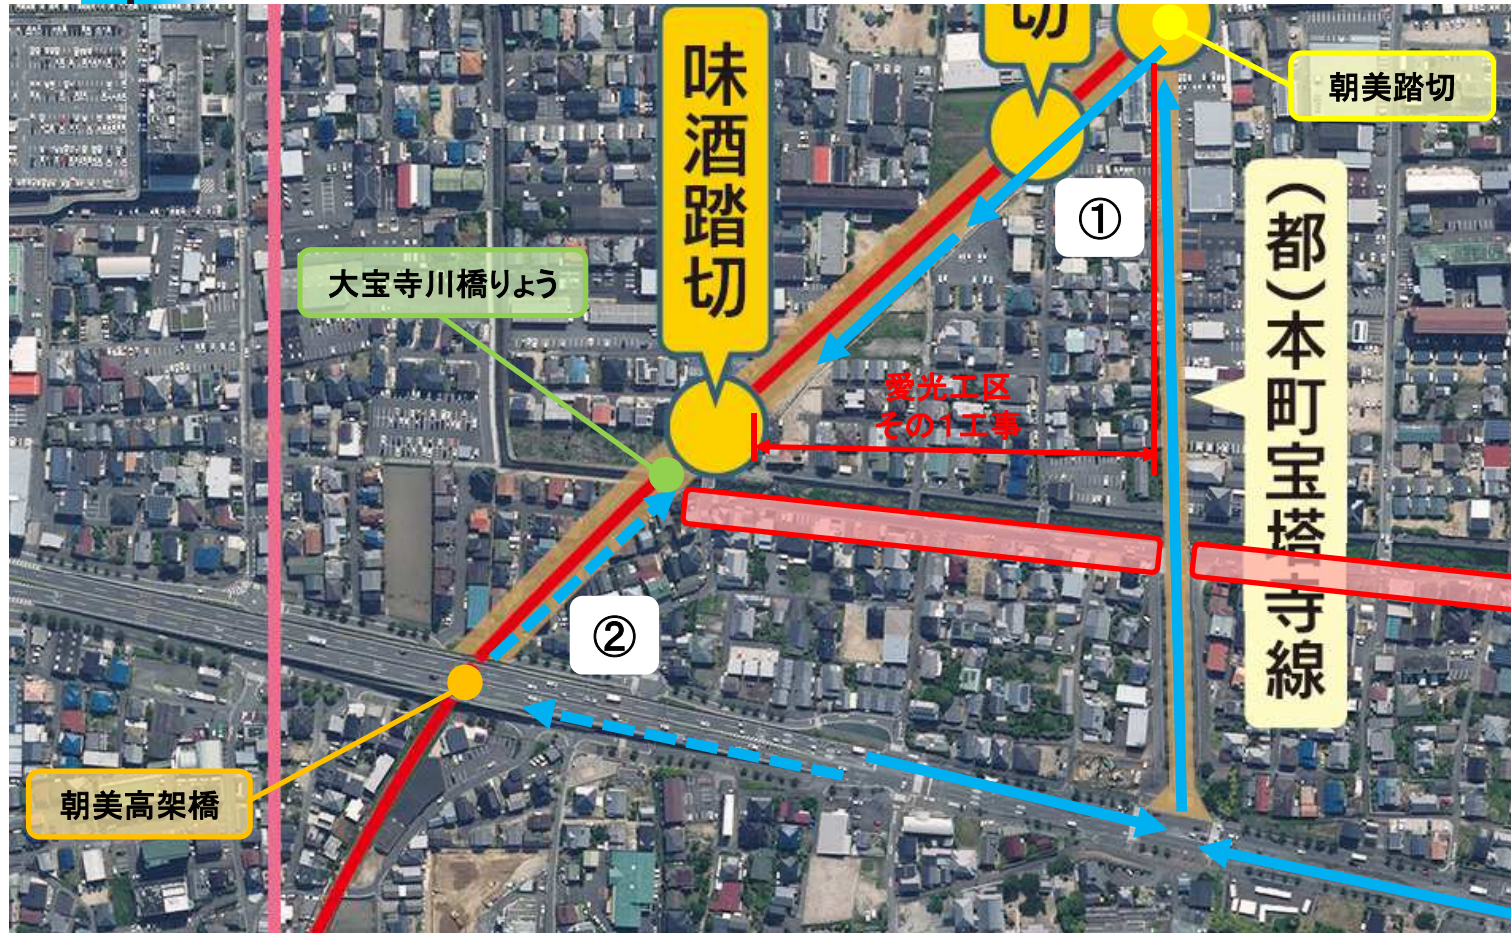 切
朝美踏切
味酒踏切
①
(都)本町宝塔寺線
大宝寺川橋りょう
愛光工区
その1工事
②
朝美高架橋